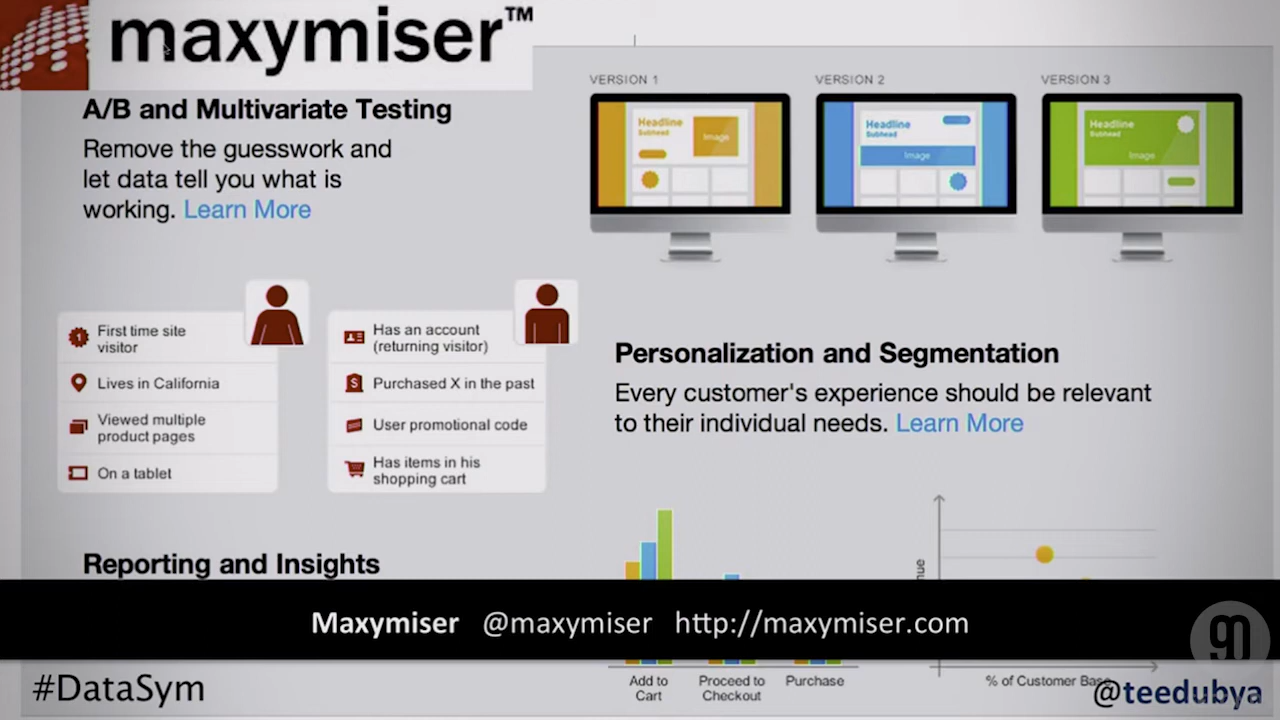 maxymiser™
A/B and Multivariate Testing
Remove the guesswork and
let data tell you what is
working. Learn More
VERSION 1
VERSION 2
VERSION 3
Headline
Subhead
Image
Headline
Subhead
Image
Headline
Subhead
Image
1
First time site
visitor
Lives in California
Viewed multiple
product pages
On a tablet
Has an account
(returning visitor)
$
Purchased X in the past
User promotional code
Has items in his
shopping cart
Personalization and Segmentation
Every customer's experience should be relevant
to their individual needs. Learn More
Reporting and Insights
Maxymiser @maxymiser http://maxymiser.com
Add to
Cart
Proceed to
Checkout
Purchase
% of Customer Base
#DataSym
@teedubya
90